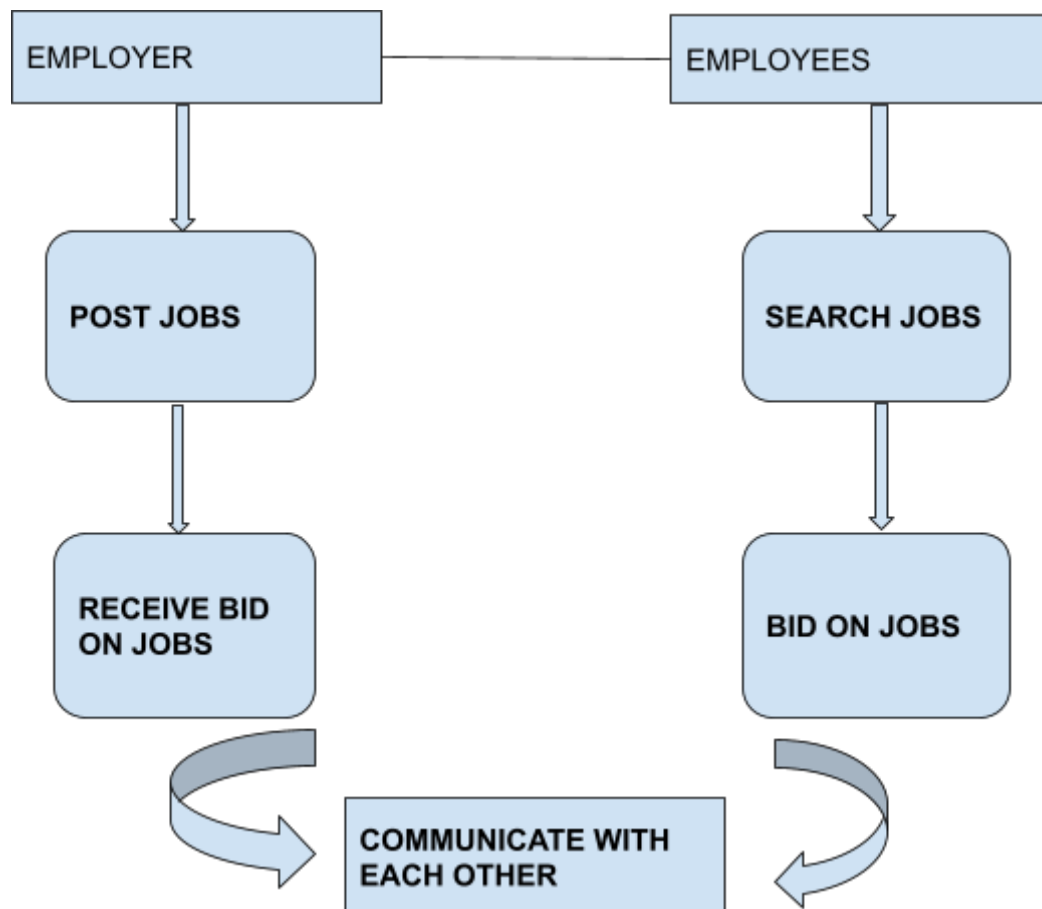 EMPLOYER
EMPLOYEES
POST JOBS
SEARCH JOBS
RECEIVE BID
ON JOBS
BID ON JOBS
COMMUNICATE WITH
EACH OTHER